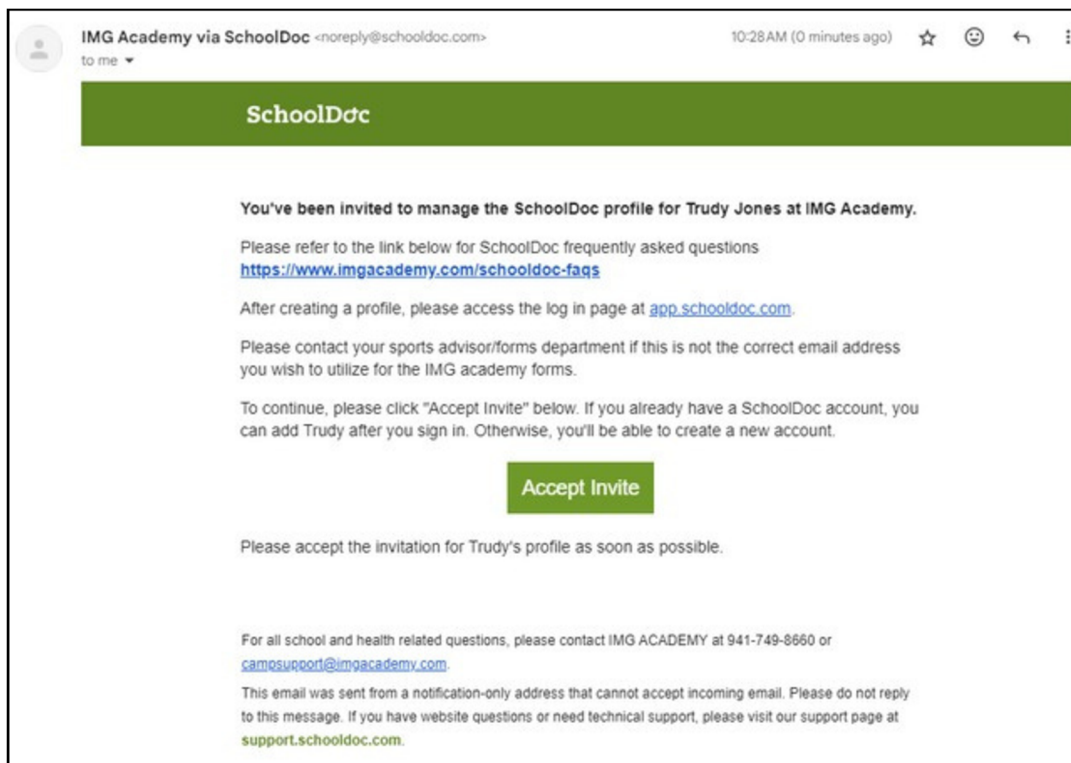 IMG Academy via SchoolDoc <noreply@schooldoc.com>
10:28AM (0 minutes ago)
to me
SchoolDoc
You've been invited to manage the SchoolDoc profile for Trudy Jones at IMG Academy.
Please refer to the link below for SchoolDoc frequently asked questions
https://www.imgacademy.com/schooldoc-faqs
After creating a profile, please access the log in page at app.schooldoc.com.
Please contact your sports advisor/forms department if this is not the correct email address
you wish to utilize for the IMG academy forms.
To continue, please click "Accept Invite" below. If you already have a SchoolDoc account, you
can add Trudy after you sign in. Otherwise, you'll be able to create a new account.
Accept Invite
Please accept the invitation for Trudy's profile as soon as possible.
For all school and health related questions, please contact IMG ACADEMY at 941-749-8660 or
campsupport@imgacademy.com.
This email was sent from a notification-only address that cannot accept incoming email. Please do not reply
to this message. If you have website questions or need technical support, please visit our support page at
support.schooldoc.com.